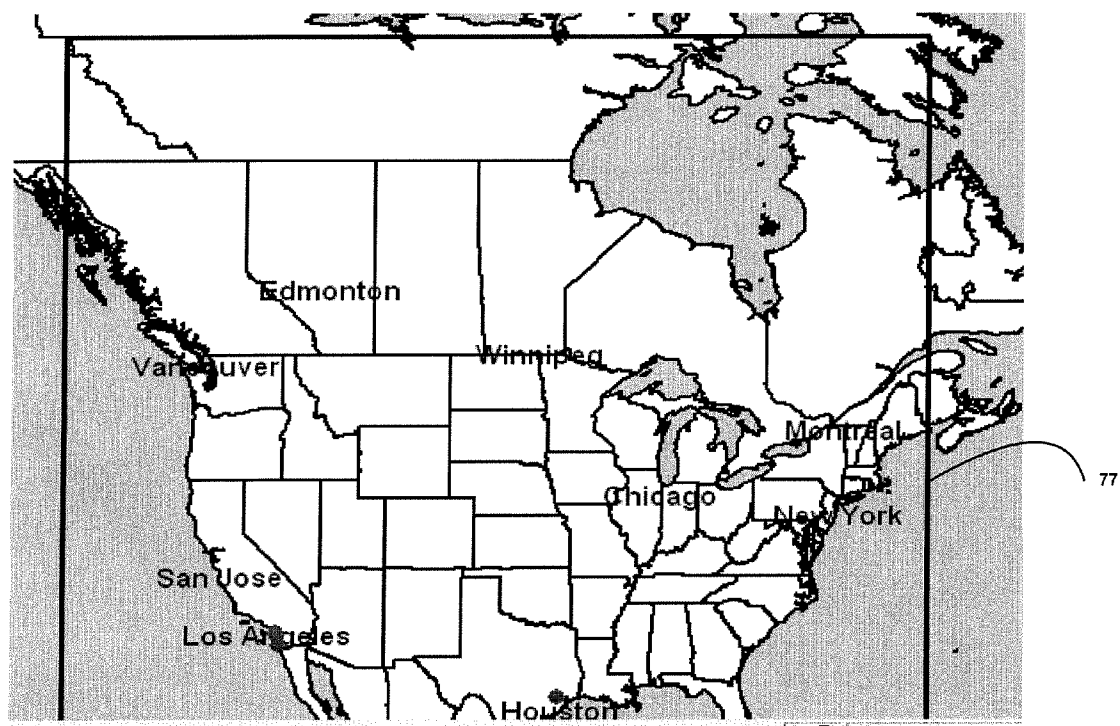 Edmonton
Vancouver
Winnipeg
Montreal
77
Chicago
New York
San Jose
Los Angeles
Houston